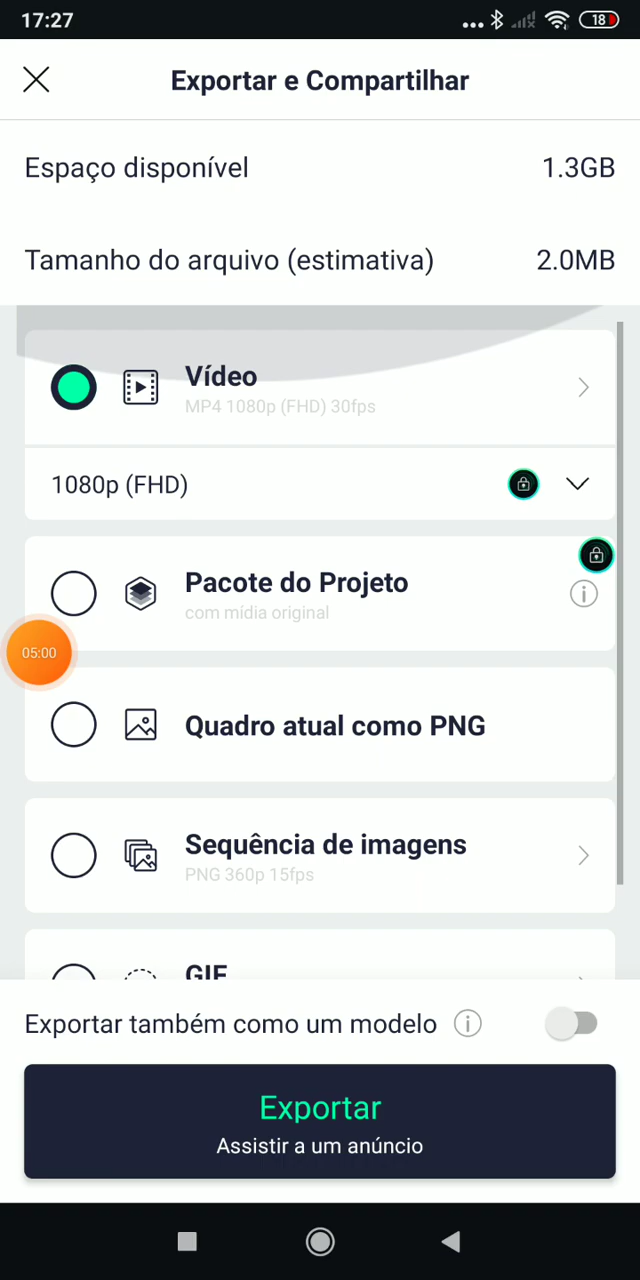 17:27
18
Exportar e Compartilhar
Espaço disponível
1.3GB
Tamanho do arquivo (estimativa)
2.0MB
Vídeo
MP4 1080p (FHD) 30fps
1080p (FHD)
Pacote do Projeto
com mídia original
05:00
Quadro atual como PNG
Sequência de imagens
PNG 360p 15fps
GIF
Exportar também como um modelo
Exportar
Assistir a um anúncio